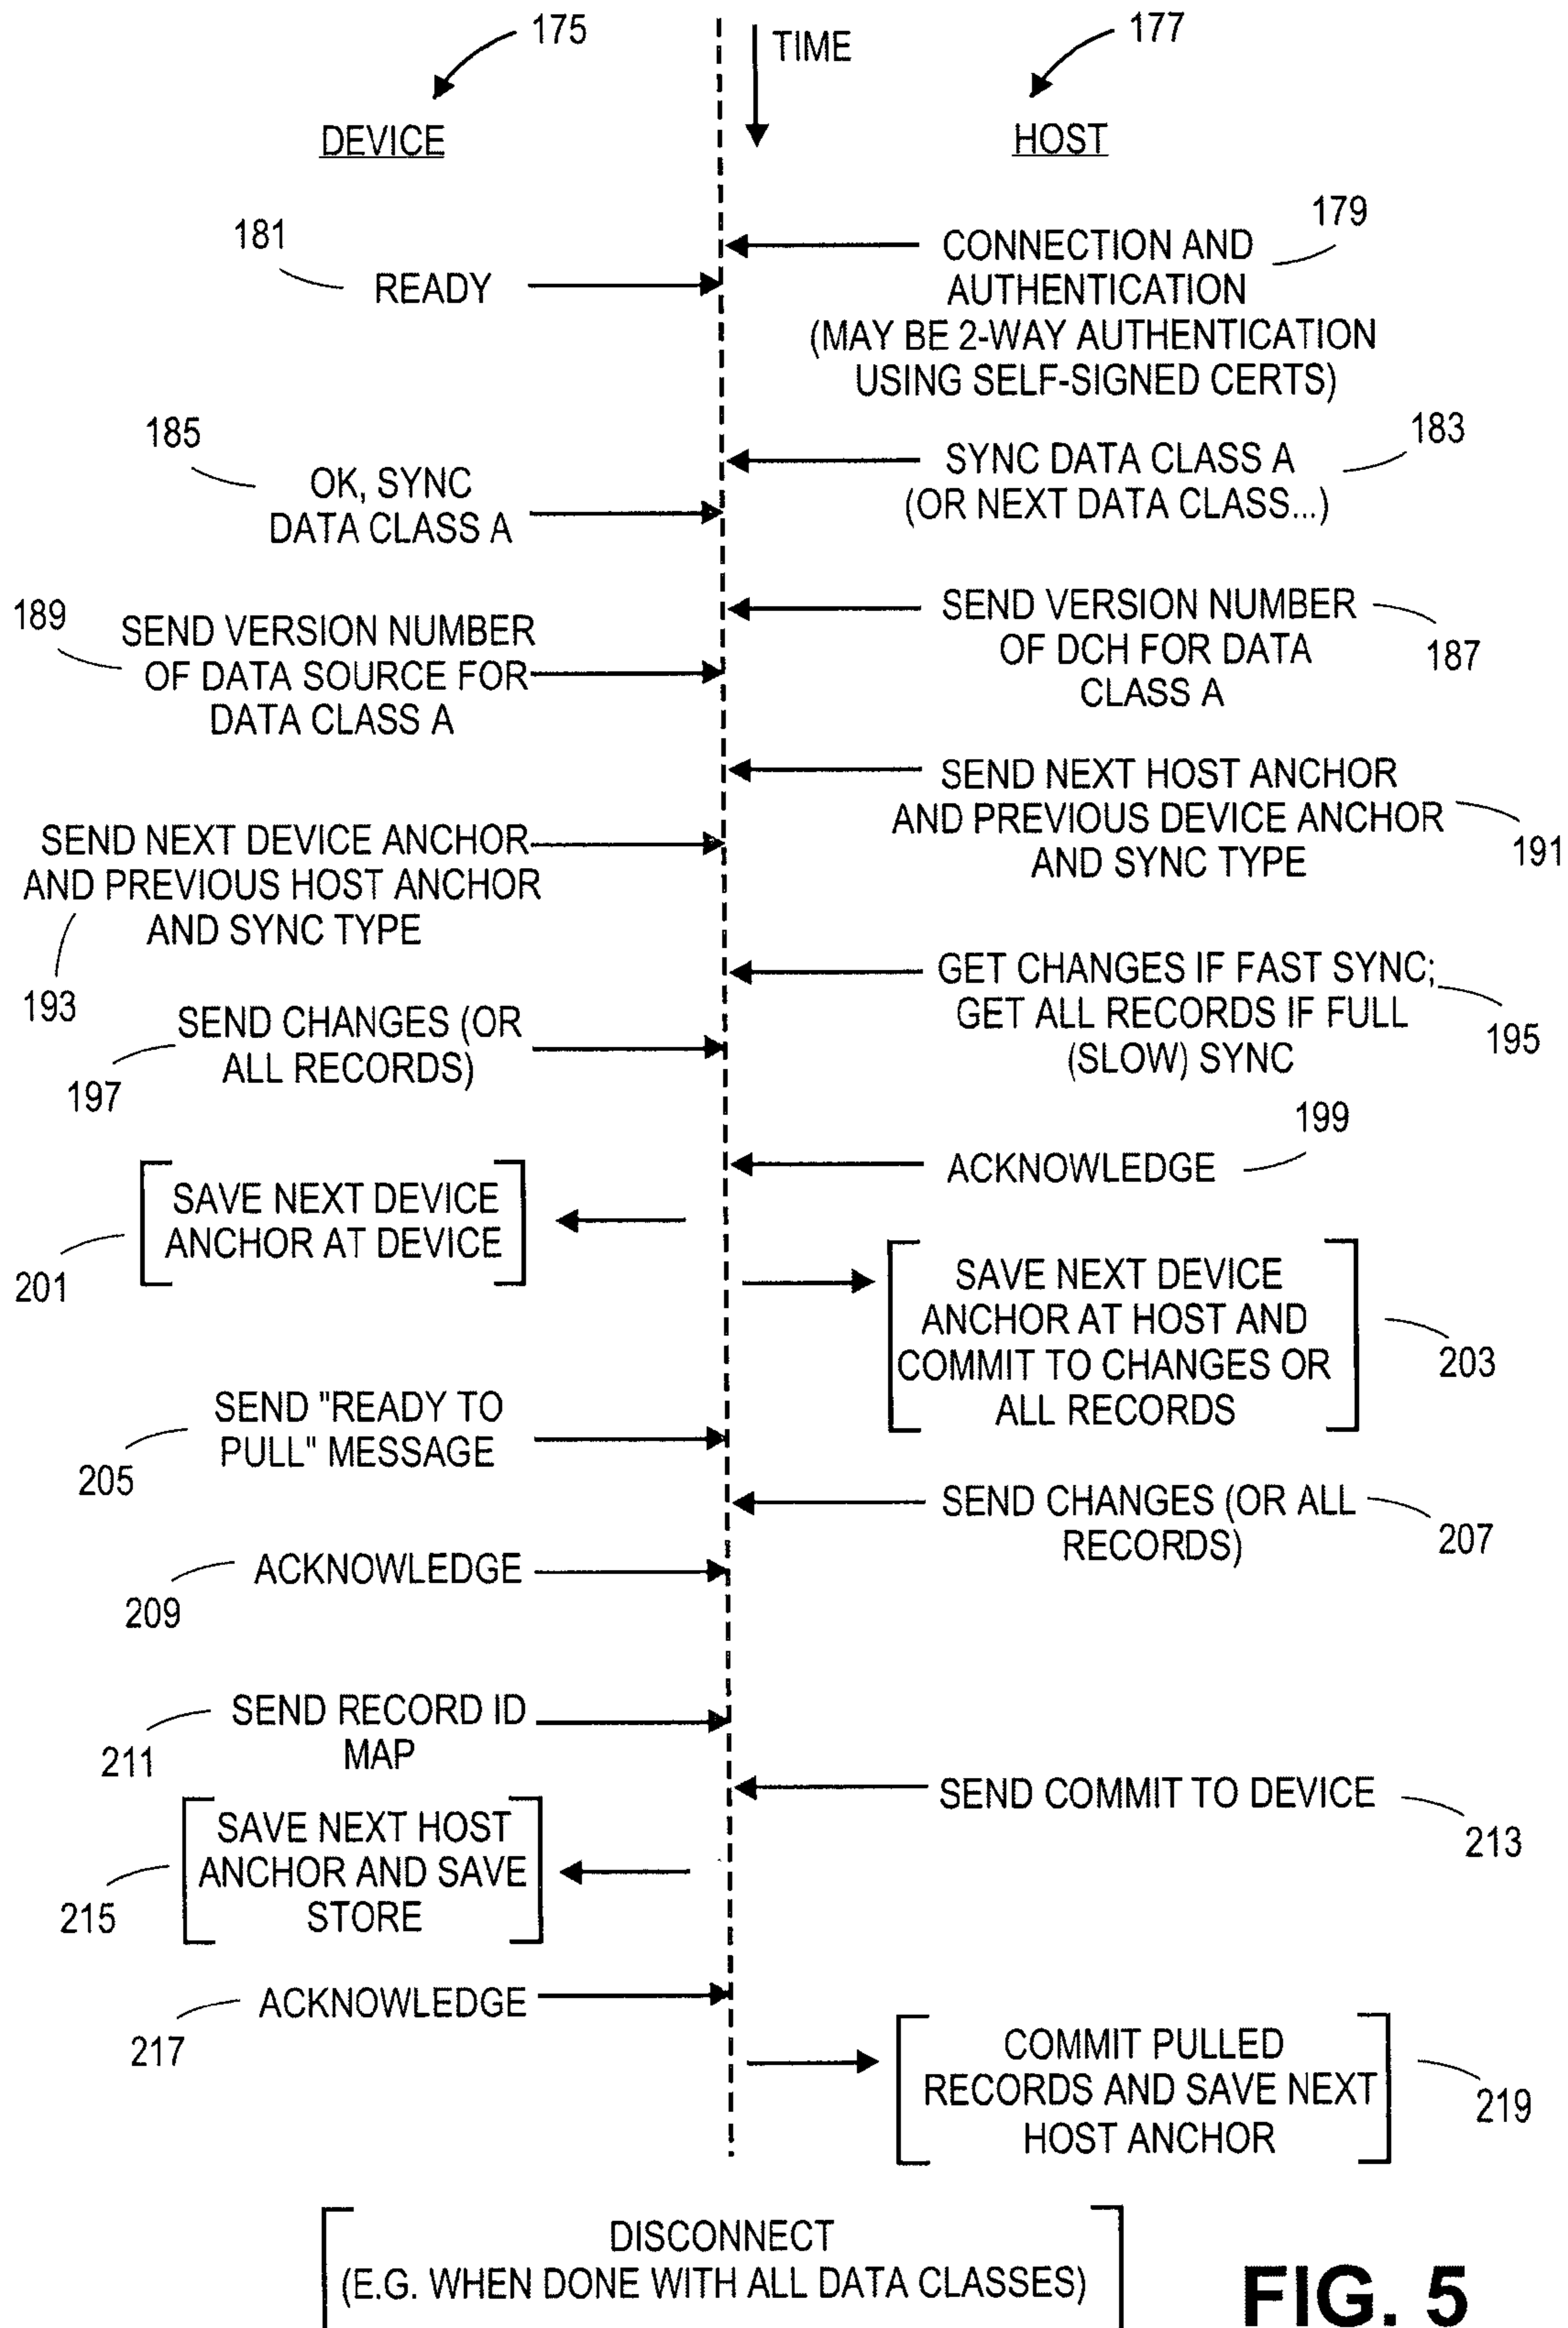 175
TIME
177
DEVICE
HOST
179
CONNECTION AND
AUTHENTICATION
(MAY BE 2-WAY AUTHENTICATION
USING SELF-SIGNED CERTS)
181
READY
183
SYNC DATA CLASS A
(OR NEXT DATA CLASS...)
185
OK, SYNC
DATA CLASS A
SEND VERSION NUMBER
OF DCH FOR DATA
CLASS A
187
189
SEND VERSION NUMBER
OF DATA SOURCE FOR
DATA CLASS A
SEND NEXT HOST ANCHOR
AND PREVIOUS DEVICE ANCHOR
AND SYNC TYPE
191
SEND NEXT DEVICE ANCHOR
AND PREVIOUS HOST ANCHOR
AND SYNC TYPE
193
GET CHANGES IF FAST SYNC;
GET ALL RECORDS IF FULL
(SLOW) SYNC
195
SEND CHANGES (OR
ALL RECORDS)
197
199
ACKNOWLEDGE
SAVE NEXT DEVICE
ANCHOR AT DEVICE
201
SAVE NEXT DEVICE
ANCHOR AT HOST AND
COMMIT TO CHANGES OR
ALL RECORDS
203
SEND "READY TO
PULL" MESSAGE
205
SEND CHANGES (OR ALL
RECORDS)
207
ACKNOWLEDGE
209
SEND RECORD ID
MAP
211
SEND COMMIT TO DEVICE
213
SAVE NEXT HOST
ANCHOR AND SAVE
STORE
215
ACKNOWLEDGE
217
COMMIT PULLED
RECORDS AND SAVE NEXT
HOST ANCHOR
219
DISCONNECT
(E.G. WHEN DONE WITH ALL DATA CLASSES)
FIG. 5